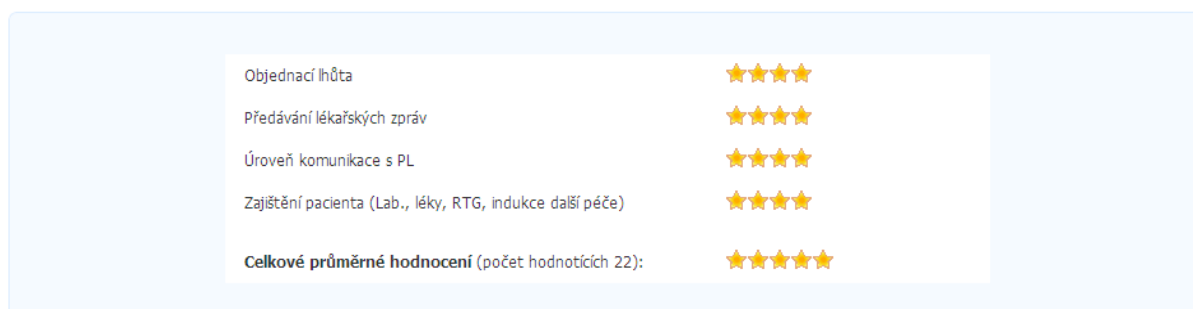 Objednací lhůta
Předávání lékařských zpráv
Úroveň komunikace s PL
Zajištění pacienta (Lab., léky, RTG, indukce další péče)
Celkové průměrné hodnocení (počet hodnotících 22):